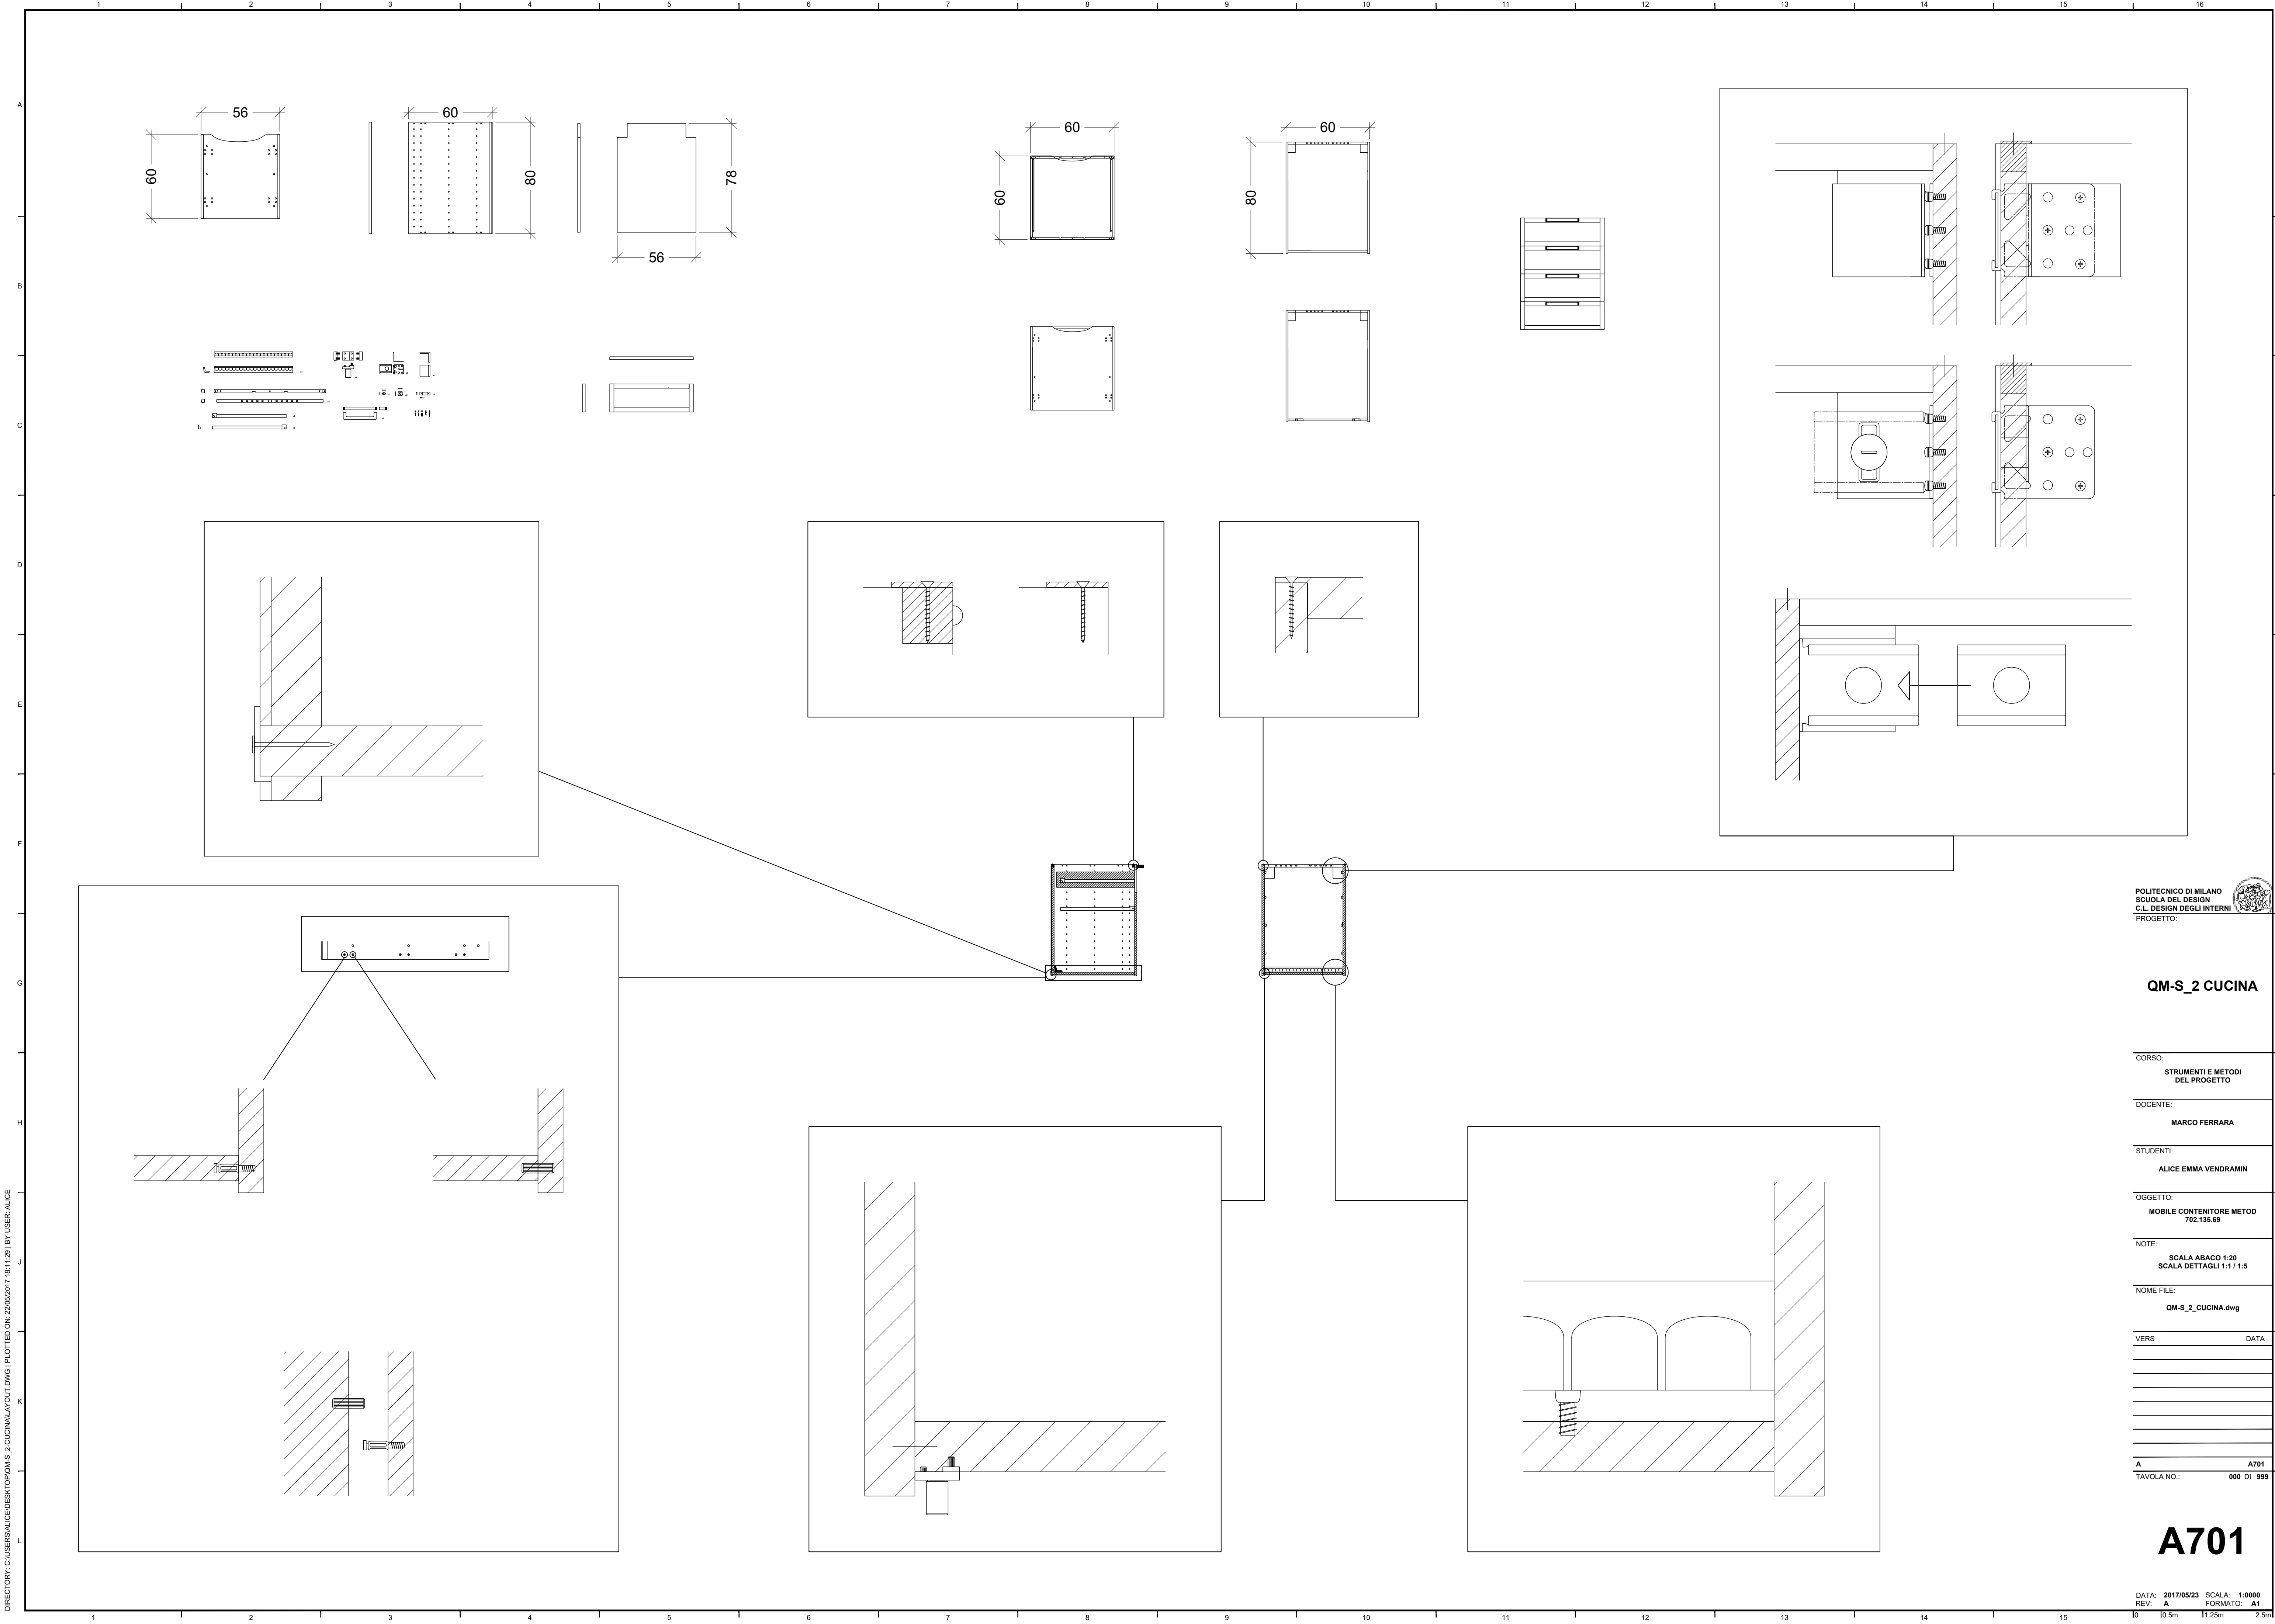 1 2 3 4 5 6 7 8 9 10 11 12 13 14 15 16
A
B
C
D
E
F
G
H
J
K
L
56
60
60
80
78
56
60
60
60
80
POLITECNICO DI MILANO
SCUOLA DEL DESIGN
C.L. DESIGN DEGLI INTERNI
PROGETTO:
QM-S_2 CUCINA
CORSO:
STRUMENTI E METODI
DEL PROGETTO
DOCENTE:
MARCO FERRARA
STUDENTI:
ALICE EMMA VENDRAMIN
OGGETTO:
MOBILE CONTENITORE METOD
702.135.69
NOTE:
SCALA ABACO 1:20
SCALA DETTAGLI 1:1 / 1:5
NOME FILE:
QM-S_2_CUCINA.dwg
VERS DATA
A A701
TAVOLA NO.: 000 DI 999
A701
DATA: 2017/05/23 SCALA: 1:0000
REV: A FORMATO: A1
0 0.5m 1.25m 2.5m
1 2 3 4 5 6 7 8 9 10 11 12 13 14 15
DIRECTORY: C:\USERS\ALICE\DESKTOP\QM-S_2-CUCINA\LAYOUT.DWG | PLOTTED ON: 22/05/2017 18:11:29 | BY USER: ALICE